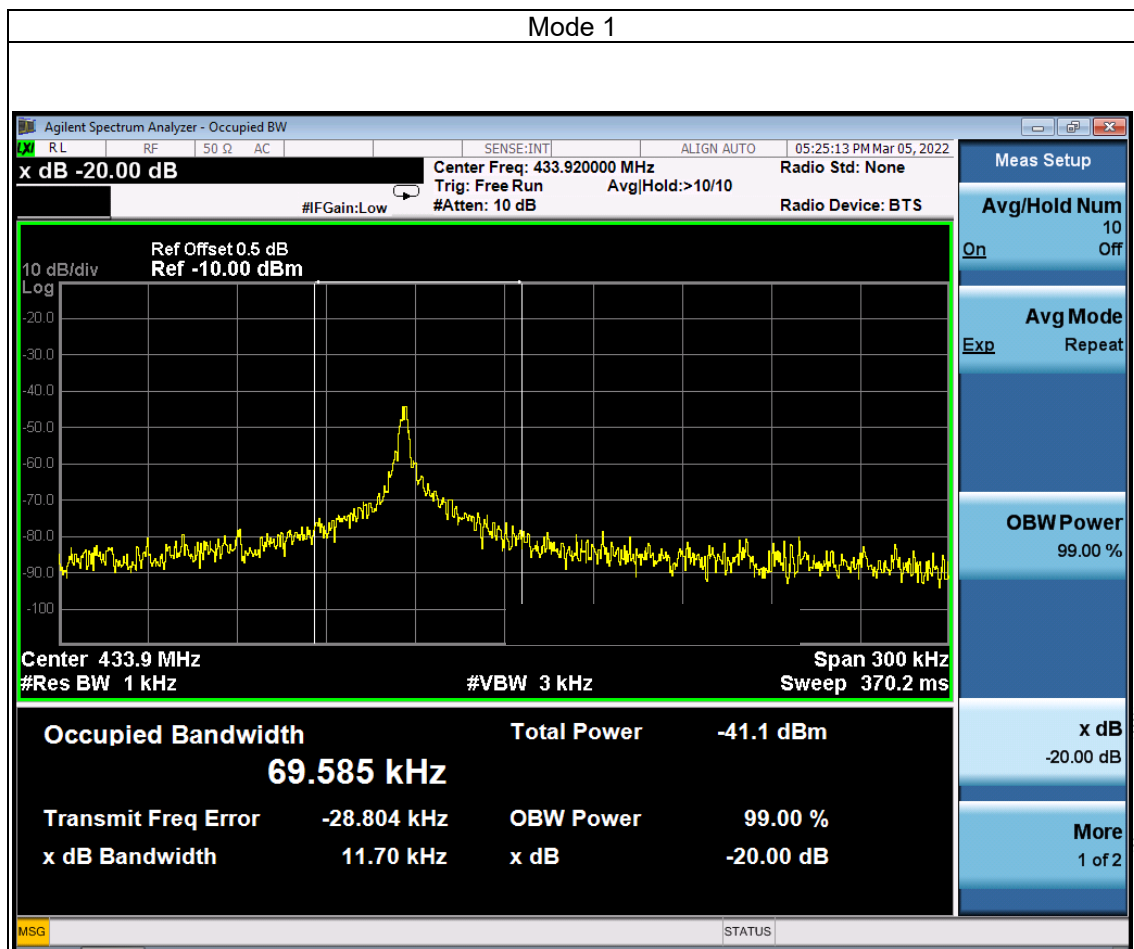 Mode 1
Agilent Spectrum Analyzer - Occupied BW
LXI RL RF 50 Ω AC SENSE:INT ALIGN AUTO 05:25:13 PM Mar 05, 2022
x dB -20.00 dB
Center Freq: 433.920000 MHz Radio Std: None
Trig: Free Run Avg|Hold:>10/10
#IFGain:Low #Atten: 10 dB Radio Device: BTS
Ref Offset 0.5 dB
10 dB/div Ref -10.00 dBm
Log
-20.0
-30.0
-40.0
-50.0
-60.0
-70.0
-80.0
-90.0
-100
Center 433.9 MHz Span 300 kHz
#Res BW 1 kHz #VBW 3 kHz Sweep 370.2 ms
Occupied Bandwidth Total Power -41.1 dBm
69.585 kHz
Transmit Freq Error -28.804 kHz OBW Power 99.00 %
x dB Bandwidth 11.70 kHz x dB -20.00 dB
Meas Setup
Avg/Hold Num
10
On Off
Avg Mode
Exp Repeat
OBW Power
99.00 %
x dB
-20.00 dB
More
1 of 2
MSG STATUS